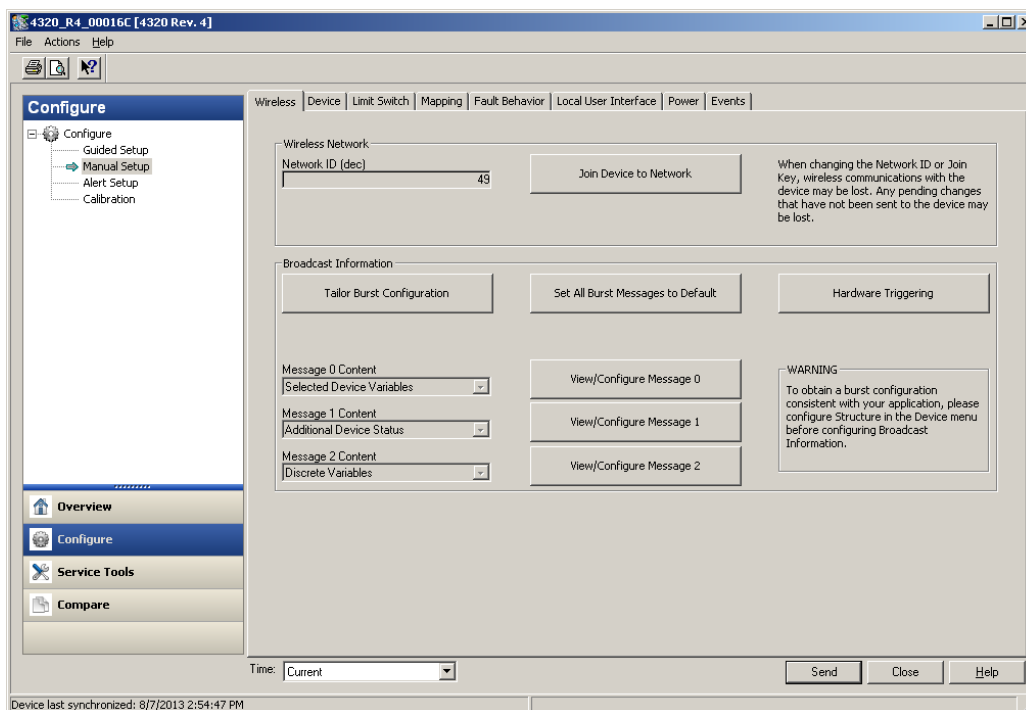 4320_R4_00016C [4320 Rev. 4]
File Actions Help
Configure
Configure
Guided Setup
Manual Setup
Alert Setup
Calibration
Overview
Configure
Service Tools
Compare
Wireless Device Limit Switch Mapping Fault Behavior Local User Interface Power Events
Wireless Network
Network ID (dec)
49
Join Device to Network
When changing the Network ID or Join
Key, wireless communications with the
device may be lost. Any pending changes
that have not been sent to the device may
be lost.
Broadcast Information
Tailor Burst Configuration
Set All Burst Messages to Default
Hardware Triggering
Message 0 Content
Selected Device Variables
View/Configure Message 0
Message 1 Content
Additional Device Status
View/Configure Message 1
Message 2 Content
Discrete Variables
View/Configure Message 2
WARNING
To obtain a burst configuration
consistent with your application, please
configure Structure in the Device menu
before configuring Broadcast
Information.
Time: Current
Send Close Help
Device last synchronized: 8/7/2013 2:54:47 PM